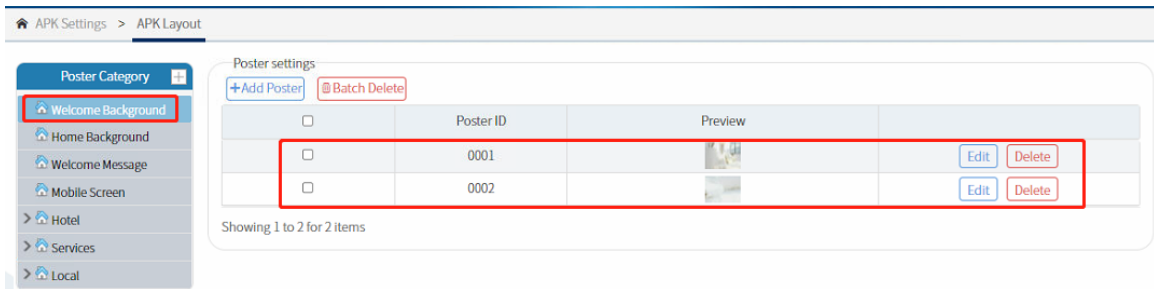 APK Settings > APK Layout
Poster Category +
Welcome Background
Home Background
Welcome Message
Mobile Screen
> Hotel
> Services
> Local
Poster settings
+Add Poster Batch Delete
Poster ID Preview
0001 Edit Delete
0002 Edit Delete
Showing 1 to 2 for 2 items